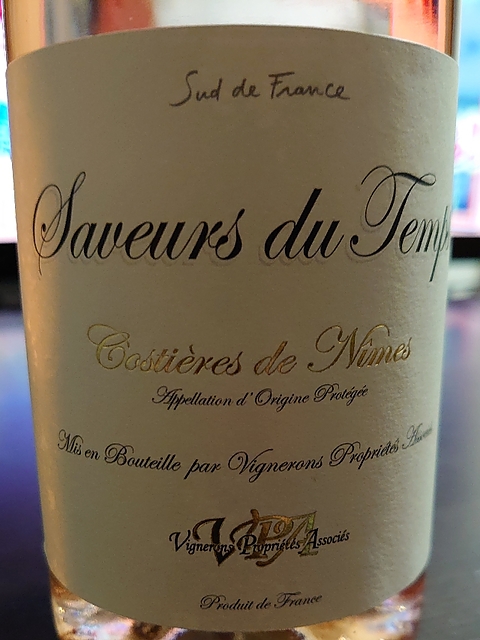 Sud de France
Saveurs du Temp
Costières de Nîmes
Appellation d'Origine Protégée
Mis en Bouteille par Vignerons Propriétés
VPA
Vignerons Propriétés Associés
Produit de France